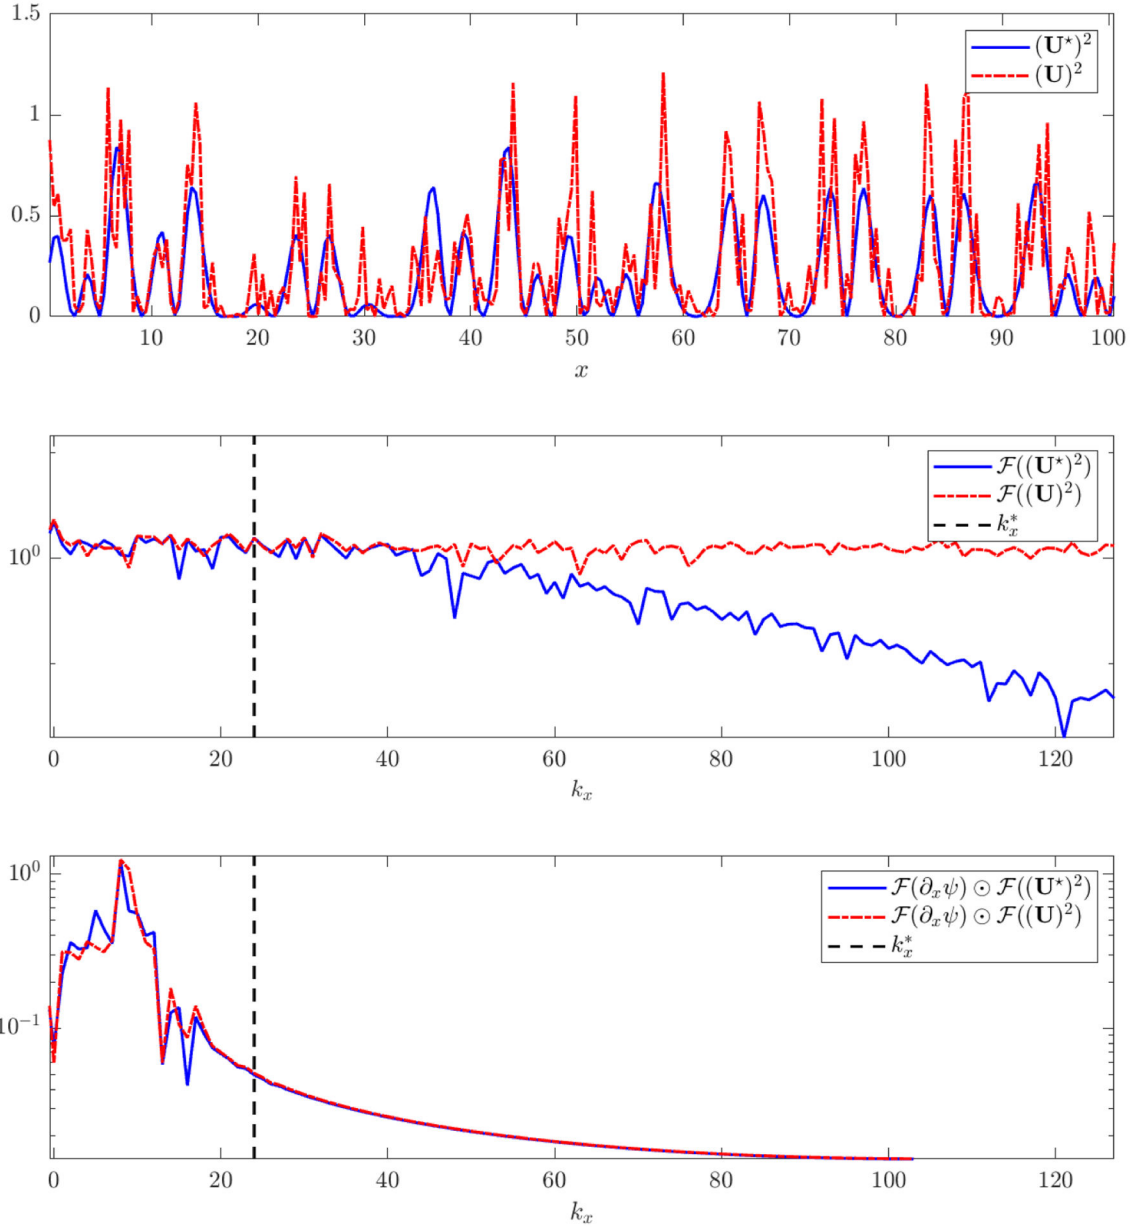 1.5
1
0.5
0
(U⋆)²
(U)²
10 20 30 40 50 60 70 80 90 100
x
10⁰
F((U⋆)²)
F((U)²)
kₓ*
0 20 40 60 80 100 120
kₓ
10⁰
10⁻¹
F(∂ₓψ) ⊙ F((U⋆)²)
F(∂ₓψ) ⊙ F((U)²)
kₓ*
0 20 40 60 80 100 120
kₓ